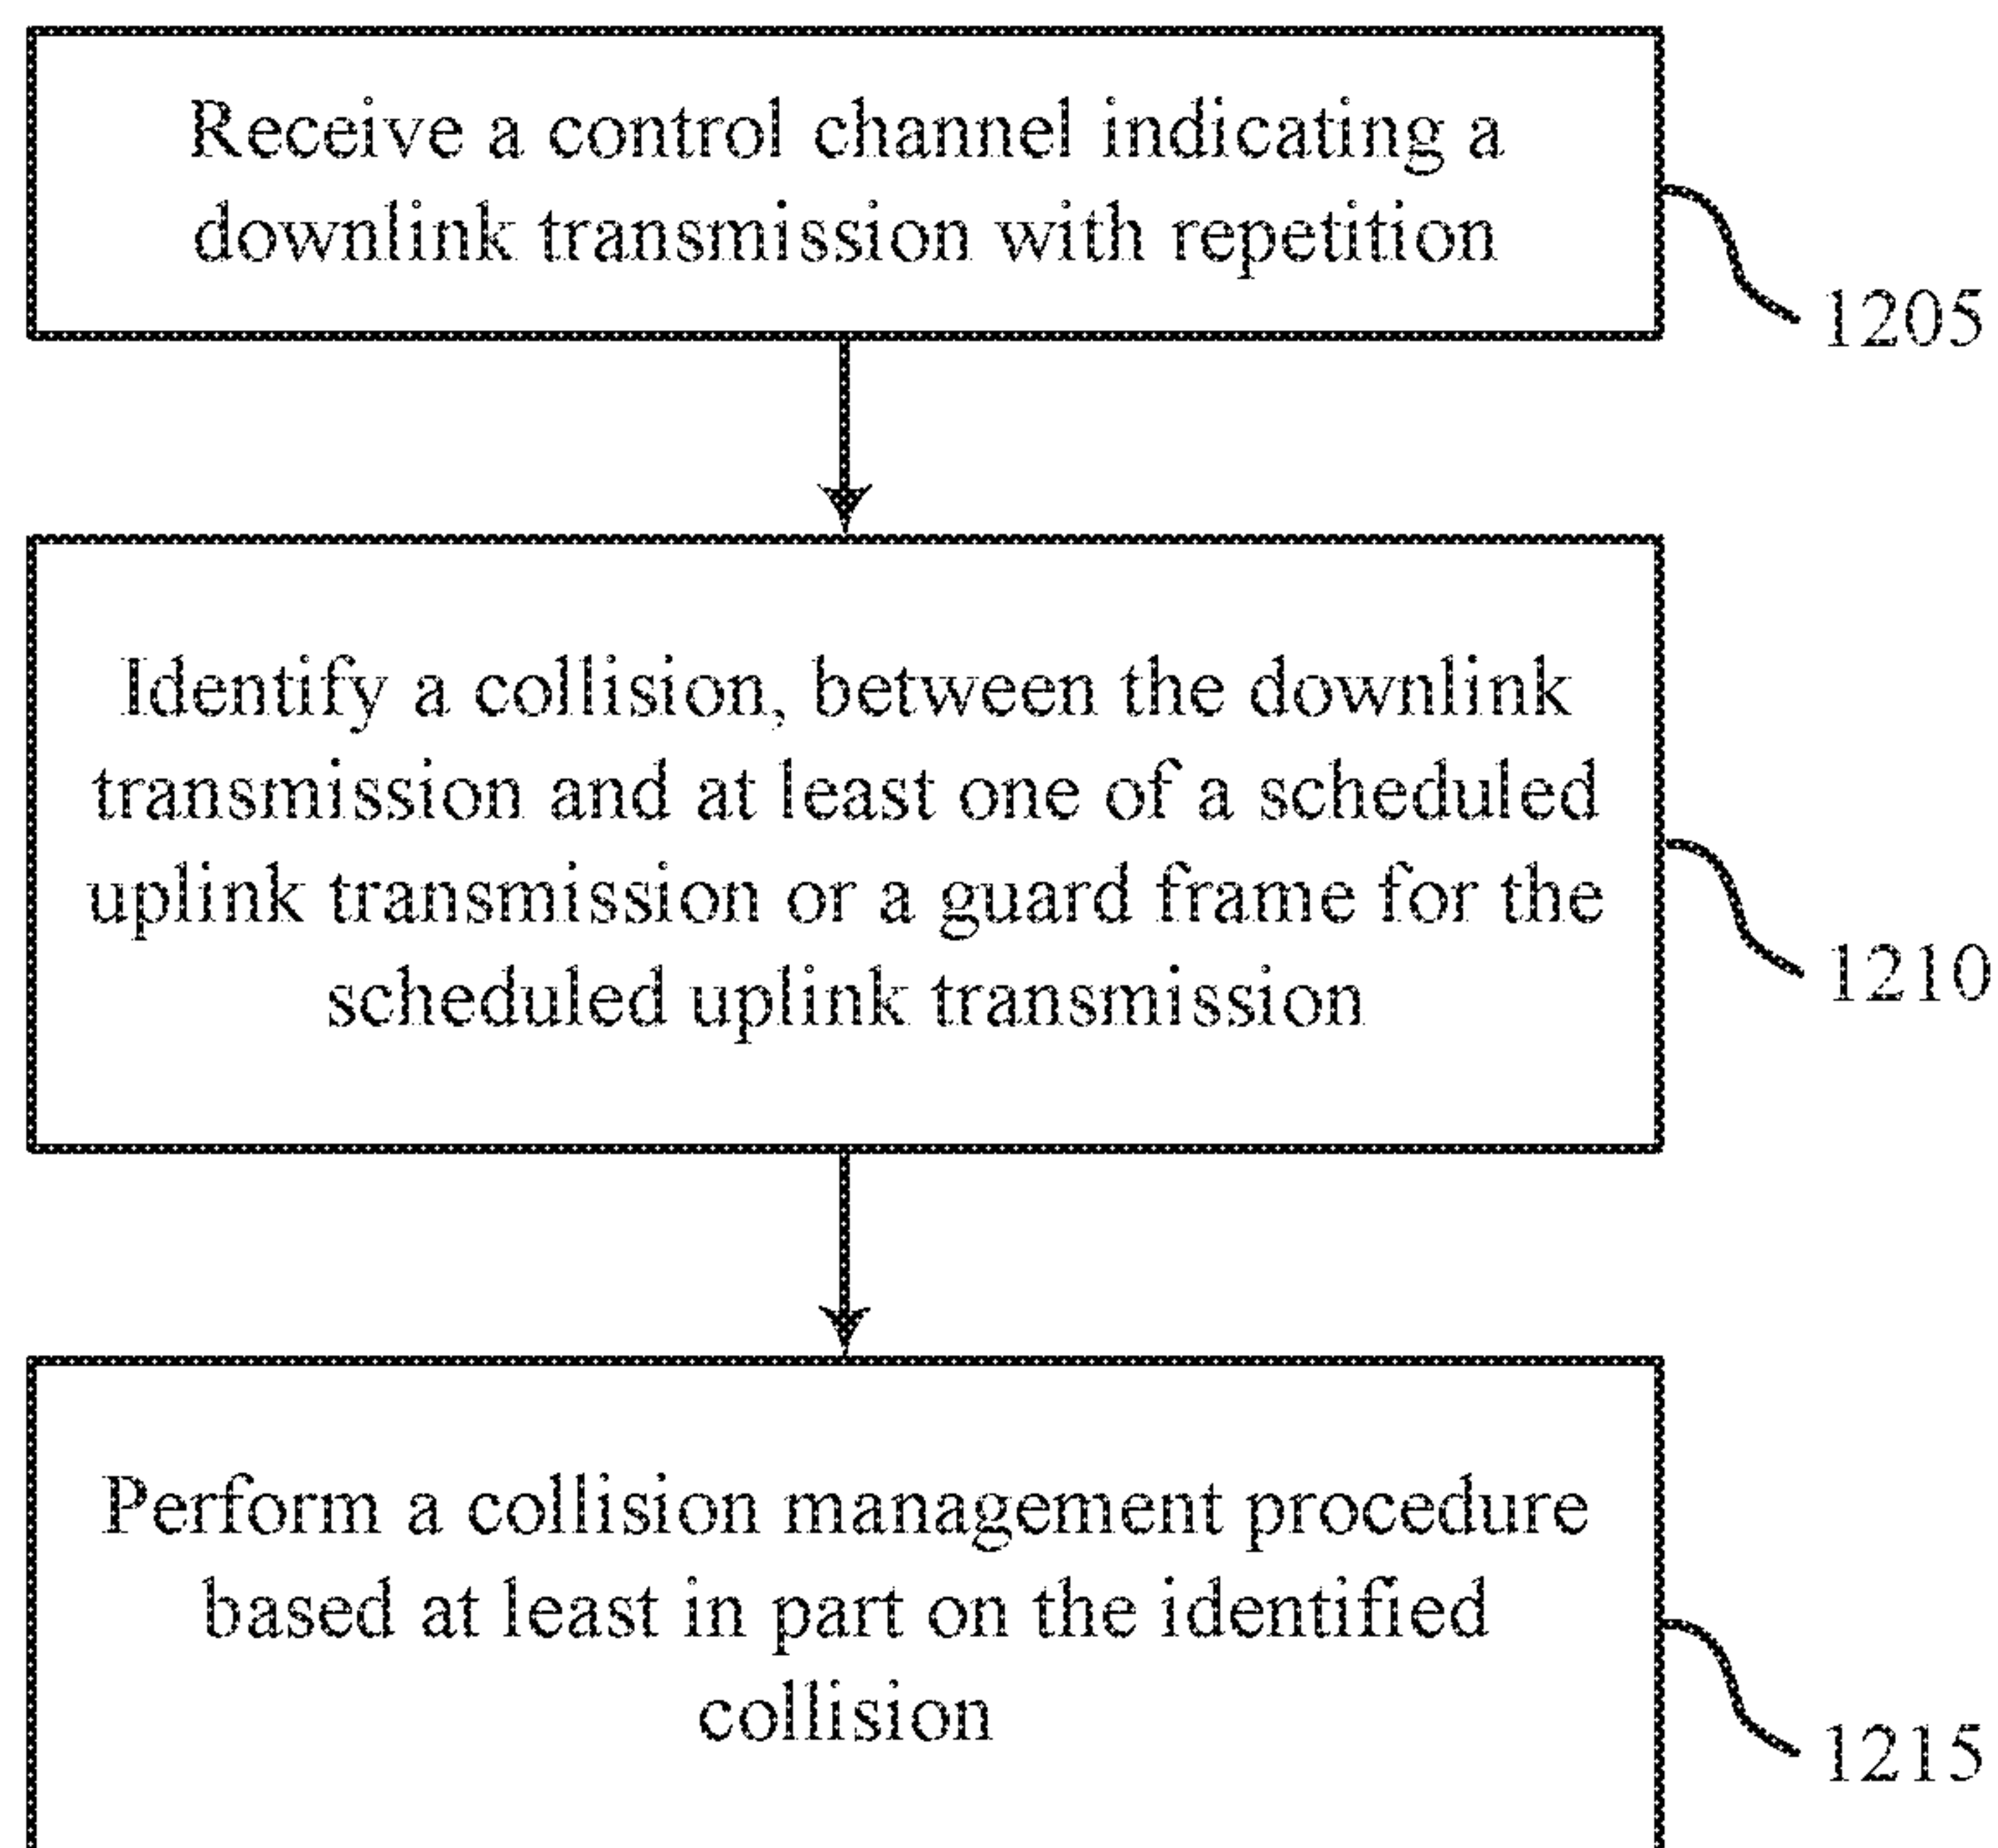 Receive a control channel indicating a
downlink transmission with repetition
1205
Identify a collision, between the downlink
transmission and at least one of a scheduled
uplink transmission or a guard frame for the
scheduled uplink transmission
1210
Perform a collision management procedure
based at least in part on the identified
collision
1215